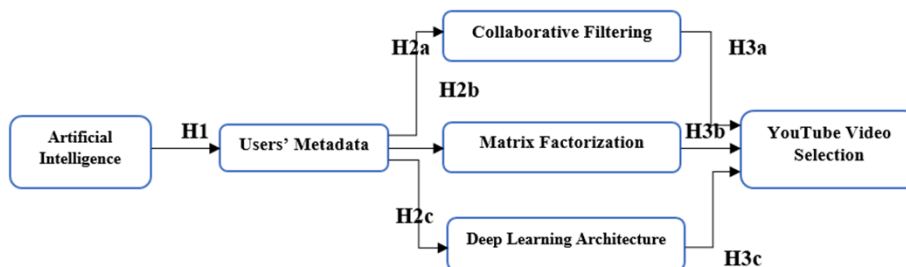 Collaborative Filtering
H2a
H3a
H2b
Artificial
Intelligence
H1
Users’ Metadata
Matrix Factorization
H3b
YouTube Video
Selection
H2c
Deep Learning Architecture
H3c